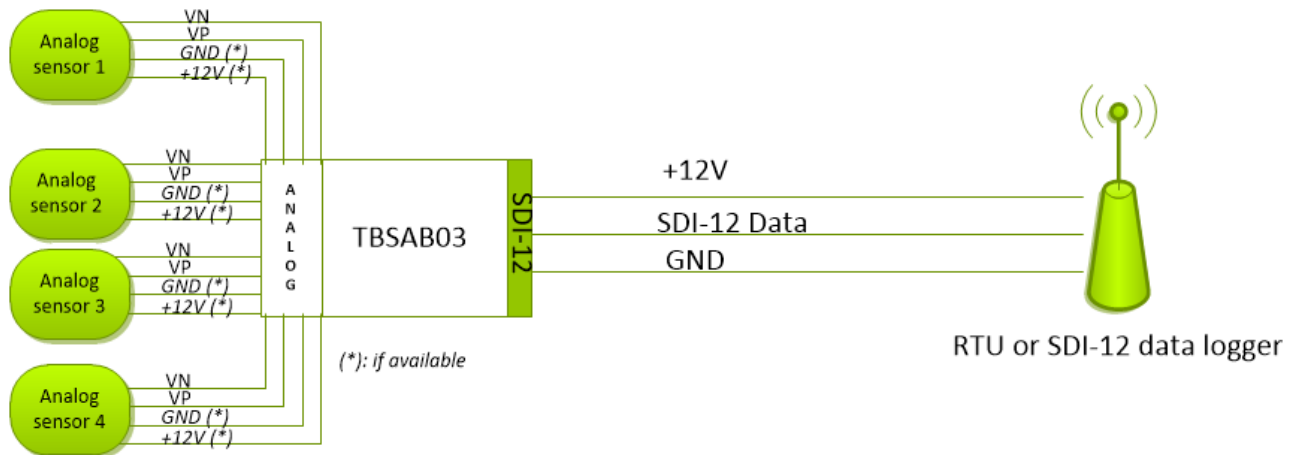 Analog
sensor 1
VN
VP
GND (*)
+12V (*)
Analog
sensor 2
VN
VP
GND (*)
+12V (*)
Analog
sensor 3
VN
VP
GND (*)
+12V (*)
Analog
sensor 4
VN
VP
GND (*)
+12V (*)
ANALOG
TBSAB03
SDI-12
(*): if available
+12V
SDI-12 Data
GND
RTU or SDI-12 data logger